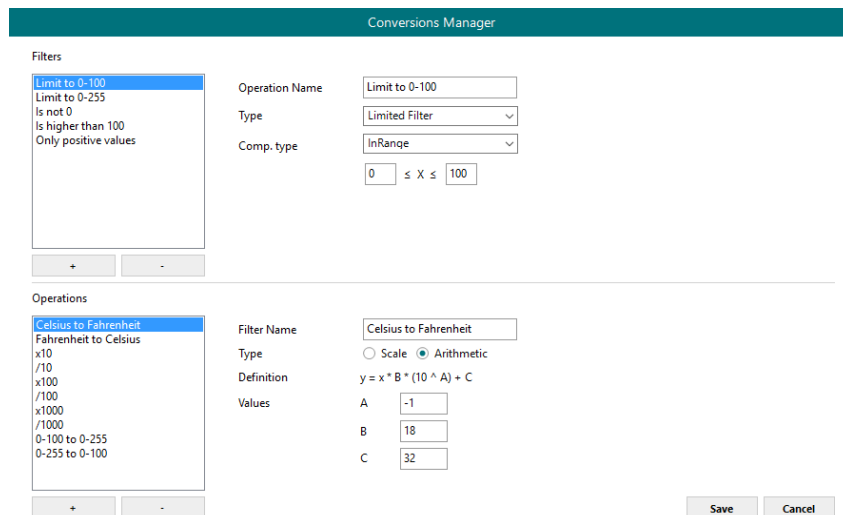 Conversions Manager
Filters
Limit to 0-100
Limit to 0-255
Is not 0
Is higher than 100
Only positive values
+ -
Operation Name Limit to 0-100
Type Limited Filter
Comp. type InRange
0 ≤ X ≤ 100
Operations
Celsius to Fahrenheit
Fahrenheit to Celsius
x10
/10
x100
/100
x1000
/1000
0-100 to 0-255
0-255 to 0-100
+ -
Filter Name Celsius to Fahrenheit
Type Scale Arithmetic
Definition y = x * B * (10 ^ A) + C
Values A -1
B 18
C 32
Save Cancel